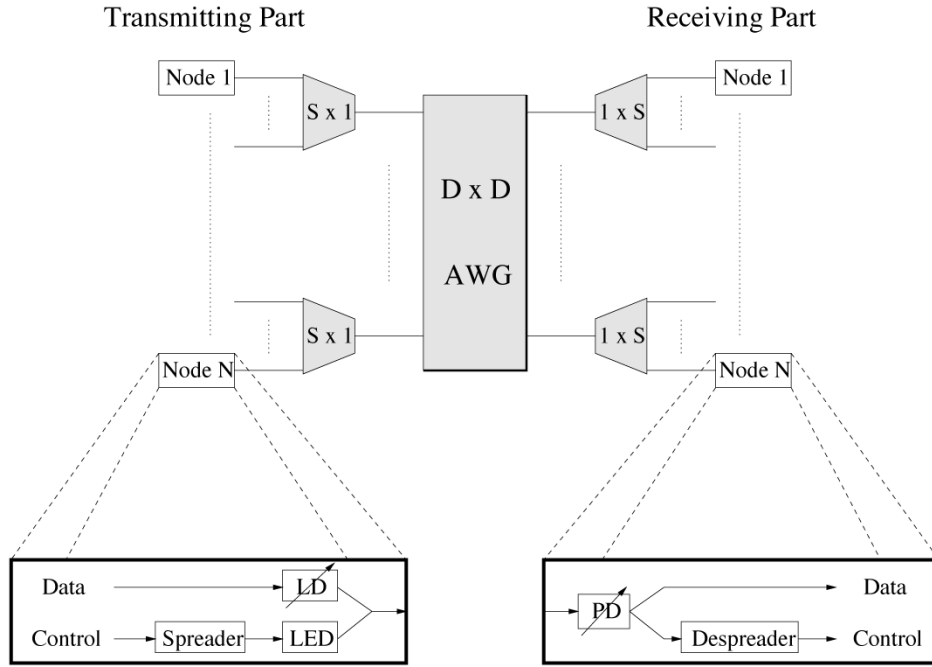 Transmitting Part
Receiving Part
Node 1
S x 1
1 x S
Node 1
D x D
AWG
S x 1
1 x S
Node N
Node N
Data
LD
Control
Spreader
LED
PD
Data
Despreader
Control